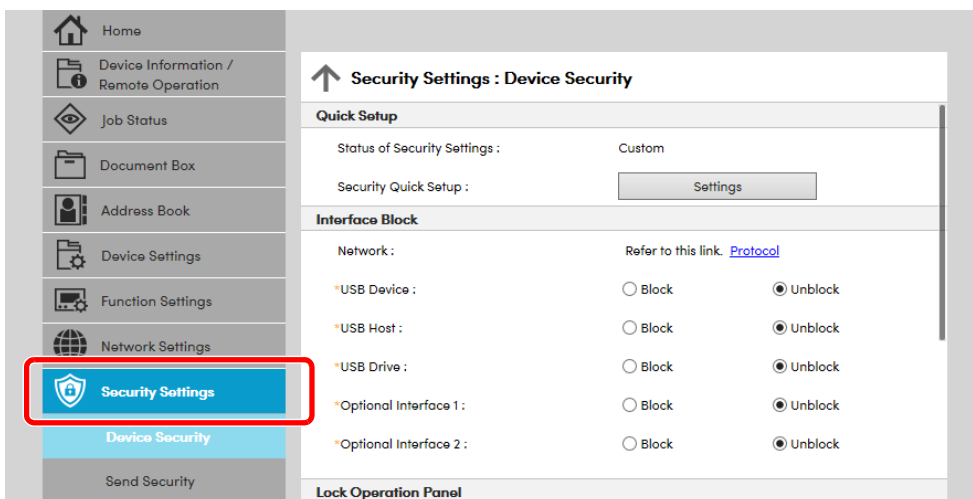 Home
Device Information /
Remote Operation
Job Status
Document Box
Address Book
Device Settings
Function Settings
Network Settings
Security Settings
Device Security
Send Security
Security Settings : Device Security
Quick Setup
Status of Security Settings : Custom
Security Quick Setup : Settings
Interface Block
Network : Refer to this link. Protocol
*USB Device : Block Unblock
*USB Host : Block Unblock
*USB Drive : Block Unblock
*Optional Interface 1 : Block Unblock
*Optional Interface 2 : Block Unblock
Lock Operation Panel